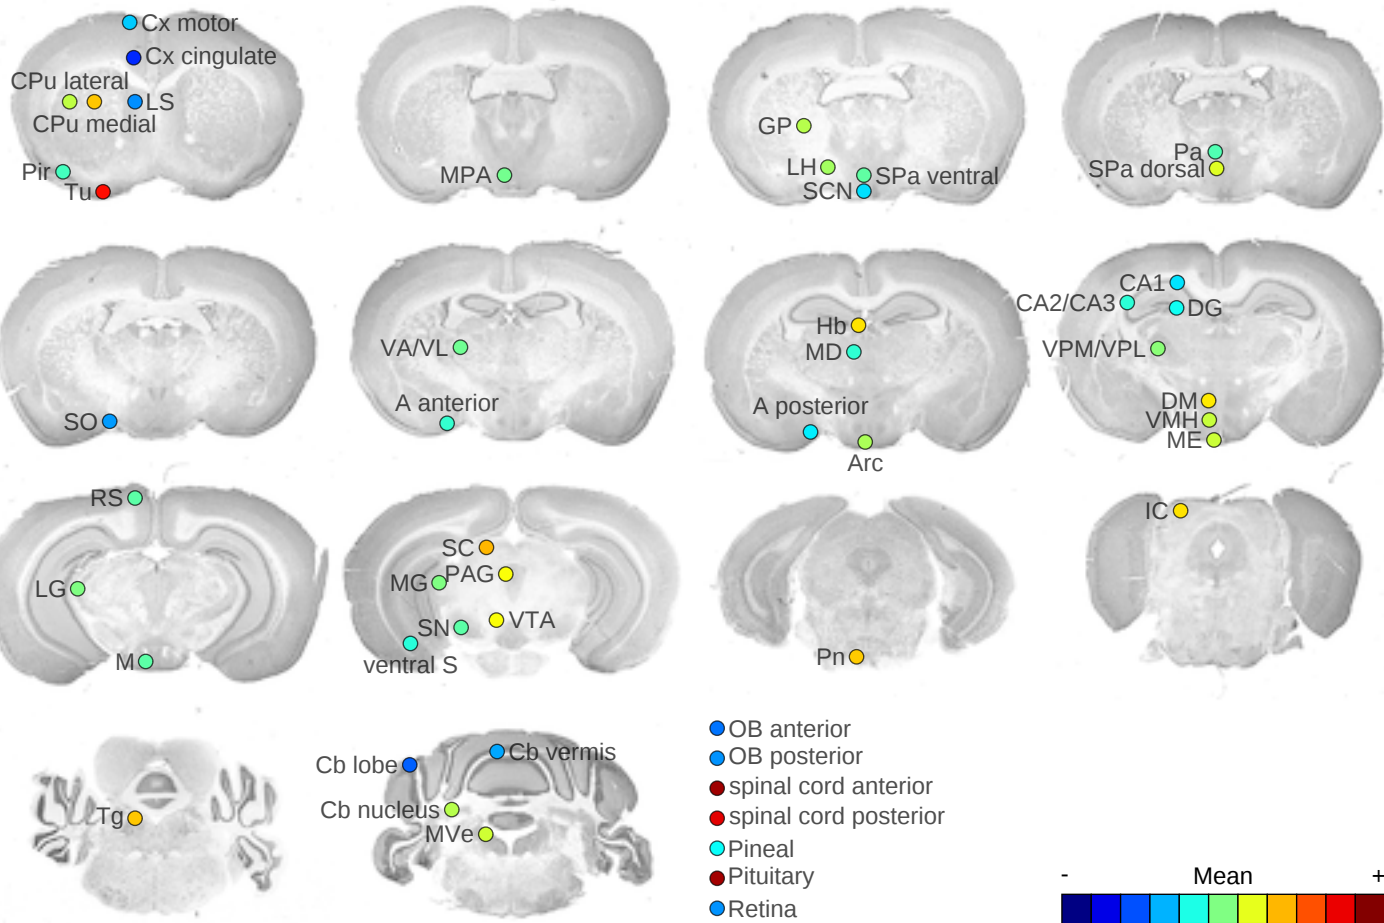 Cx motor
Cx cingulate
CPu lateral
LS
CPu medial
Pir
Tu
MPA
GP
LH
SPa ventral
SCN
Pa
SPa dorsal
SO
VA/VL
A anterior
Hb
MD
A posterior
Arc
CA1
CA2/CA3
DG
VPM/VPL
DM
VMH
ME
RS
LG
M
SC
PAG
MG
VTA
SN
ventral S
Pn
IC
Tg
Cb vermis
Cb lobe
Cb nucleus
MVe
OB anterior
OB posterior
spinal cord anterior
spinal cord posterior
Pineal
Pituitary
Retina
- Mean +